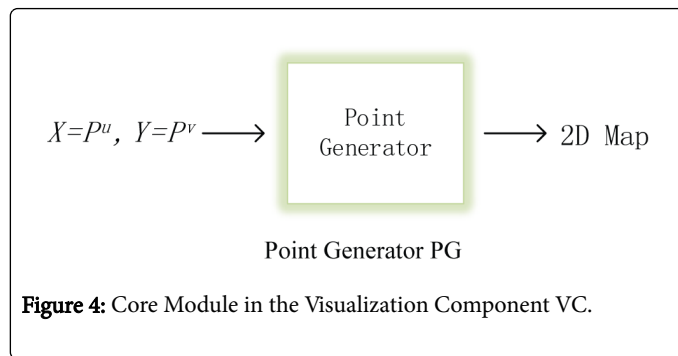 X=Pᵘ, Y=Pᵛ
Point
Generator
2D Map
Point Generator PG
Figure 4: Core Module in the Visualization Component VC.